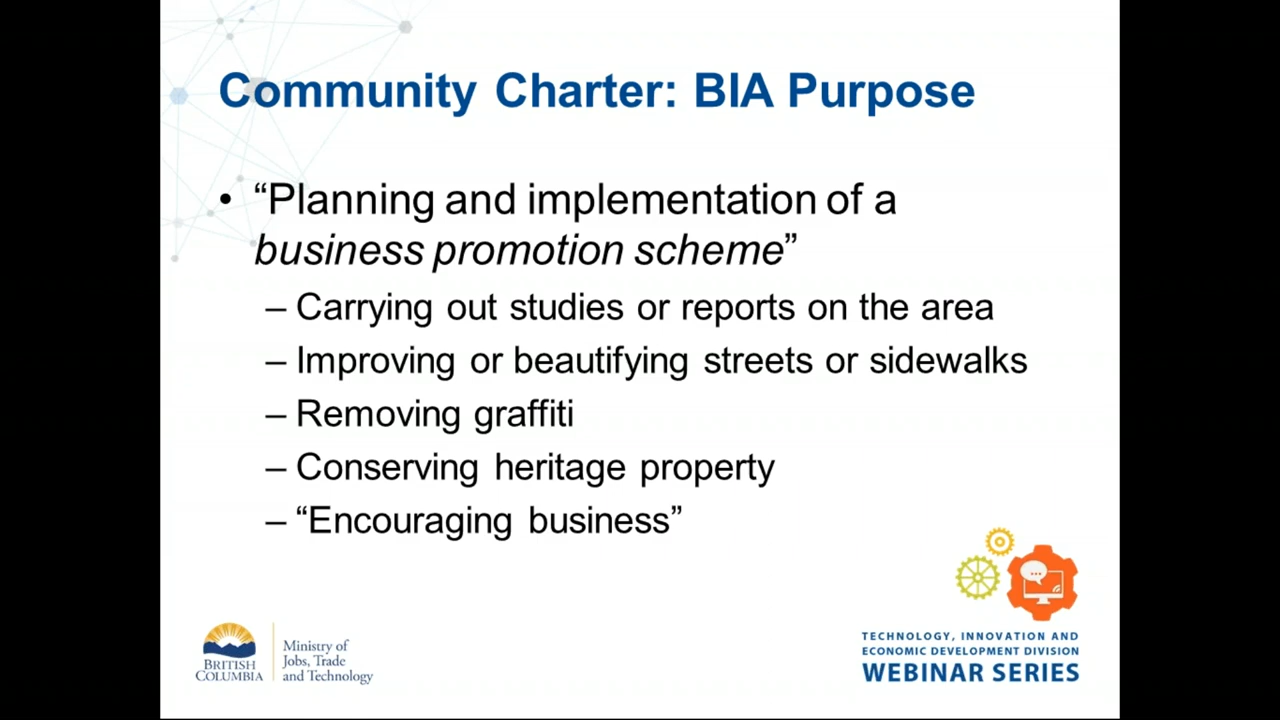 Community Charter: BIA Purpose
• “Planning and implementation of a
business promotion scheme”
– Carrying out studies or reports on the area
– Improving or beautifying streets or sidewalks
– Removing graffiti
– Conserving heritage property
– “Encouraging business”
BRITISH
COLUMBIA
Ministry of
Jobs, Trade
and Technology
TECHNOLOGY, INNOVATION AND
ECONOMIC DEVELOPMENT DIVISION
WEBINAR SERIES